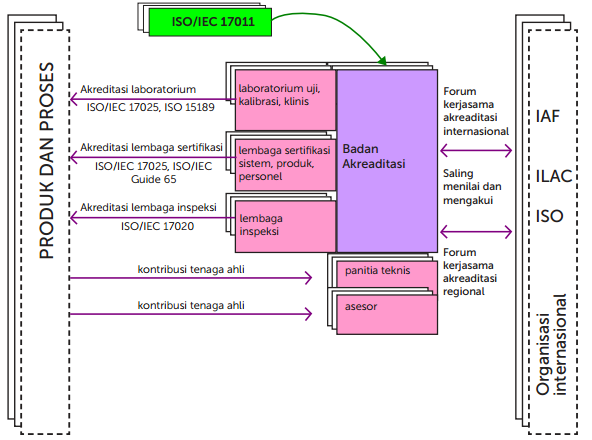 ISO/IEC 17011
PRODUK DAN PROSES
Akreditasi laboratorium
ISO/IEC 17025, ISO 15189
Akreditasi lembaga sertifikasi
ISO/IEC 17025, ISO/IEC
Guide 65
Akreditasi lembaga inspeksi
ISO/IEC 17020
kontribusi tenaga ahli
kontribusi tenaga ahli
laboratorium uji,
kalibrasi, klinis
lembaga sertifikasi
sistem, produk,
personel
lembaga
inspeksi
Badan
Akreditasi
panitia teknis
asesor
Forum
kerjasama
akreditasi
internasional
Saling
menilai dan
mengakui
Forum
kerjasama
akreditasi
regional
IAF
ILAC
ISO
Organisasi
internasional